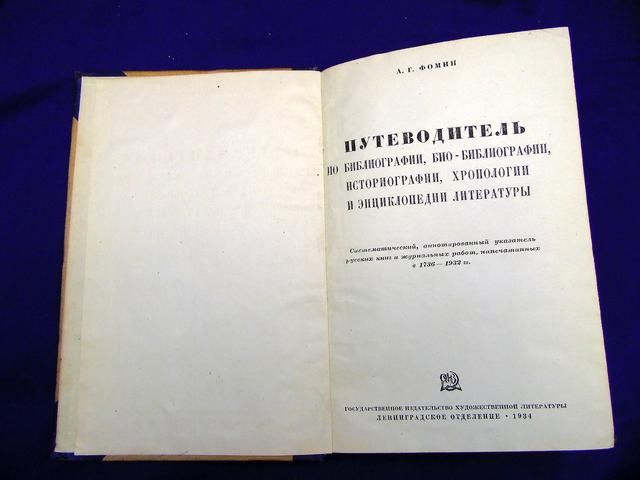 А. Г. ФОМИН
ПУТЕВОДИТЕЛЬ
ПО БИБЛИОГРАФИИ, БИО-БИБЛИОГРАФИИ,
ИСТОРИОГРАФИИ, ХРОНОЛОГИИ
И ЭНЦИКЛОПЕДИИ ЛИТЕРАТУРЫ
Систематический, аннотированный указатель
русских книг и журнальных работ, напечатанных
в 1736—1932 гг.
ГОСУДАРСТВЕННОЕ ИЗДАТЕЛЬСТВО ХУДОЖЕСТВЕННОЙ ЛИТЕРАТУРЫ
ЛЕНИНГРАДСКОЕ ОТДЕЛЕНИЕ • 1934